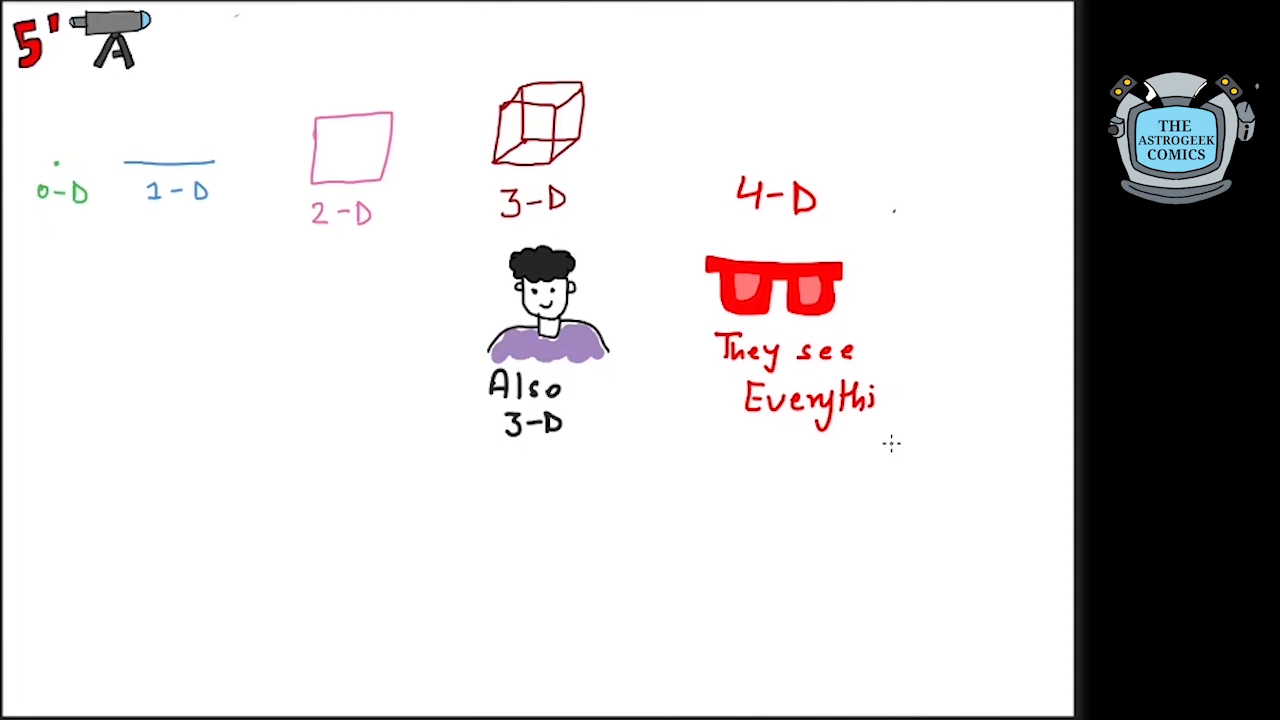 5'
THE
ASTROGEEK
COMICS
0-D
1-D
2-D
3-D
4-D
Also
3-D
They see
Everythi